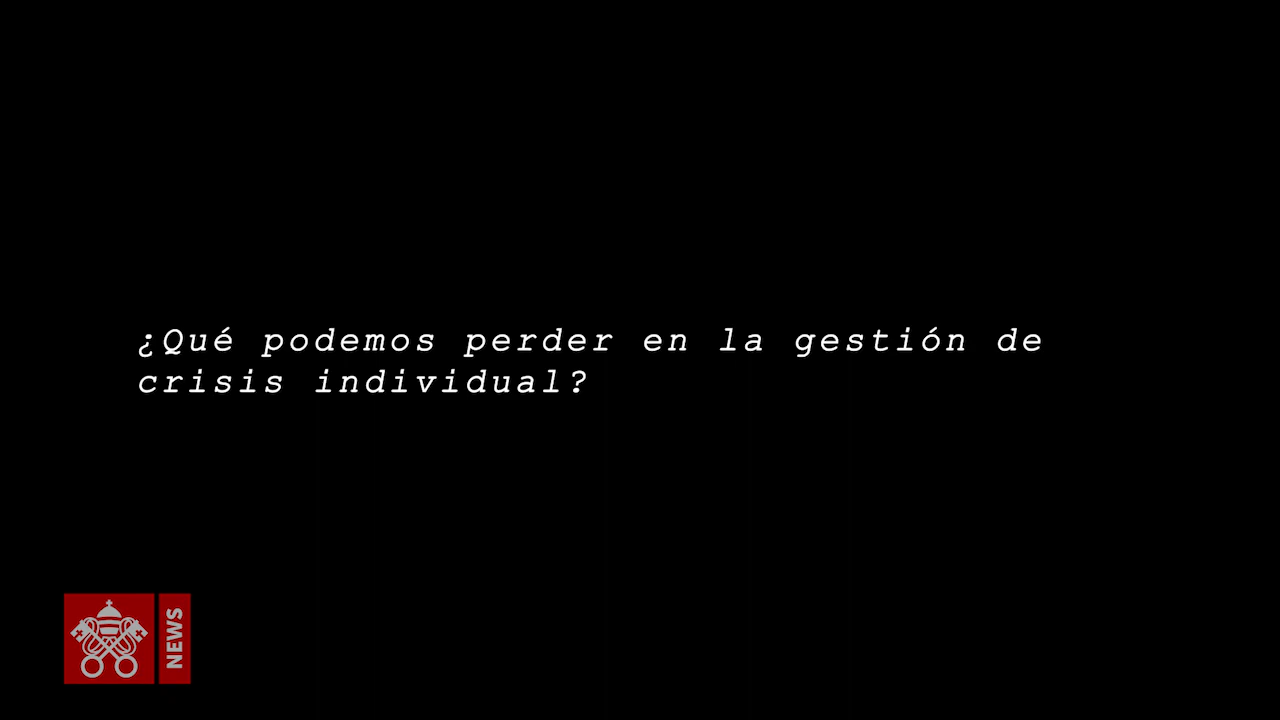 ¿Qué podemos perder en la gestión de
crisis individual?
NEWS